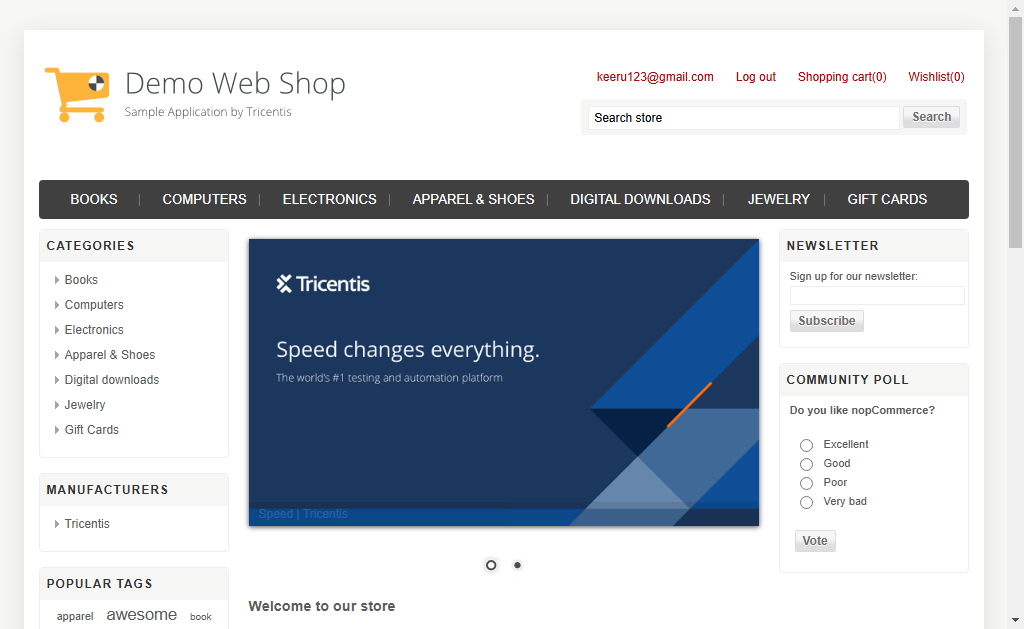 Demo Web Shop
Sample Application by Tricentis
keeru123@gmail.com Log out Shopping cart(0) Wishlist(0)
Search store Search
BOOKS COMPUTERS ELECTRONICS APPAREL & SHOES DIGITAL DOWNLOADS JEWELRY GIFT CARDS
CATEGORIES
Books
Computers
Electronics
Apparel & Shoes
Digital downloads
Jewelry
Gift Cards
MANUFACTURERS
Tricentis
POPULAR TAGS
apparel awesome book
Tricentis
Speed changes everything.
The world's #1 testing and automation platform
Speed | Tricentis
Welcome to our store
NEWSLETTER
Sign up for our newsletter:
Subscribe
COMMUNITY POLL
Do you like nopCommerce?
Excellent
Good
Poor
Very bad
Vote